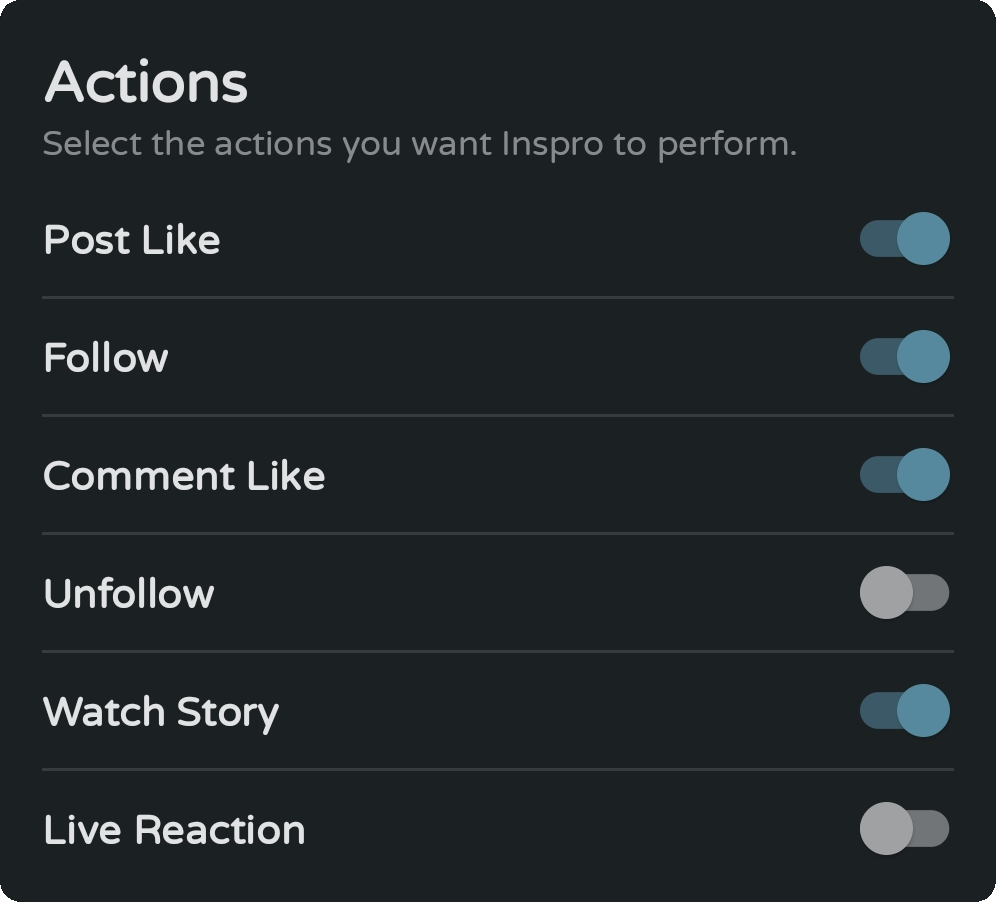 Actions
Select the actions you want Inspro to perform.
Post Like
Follow
Comment Like
Unfollow
Watch Story
Live Reaction